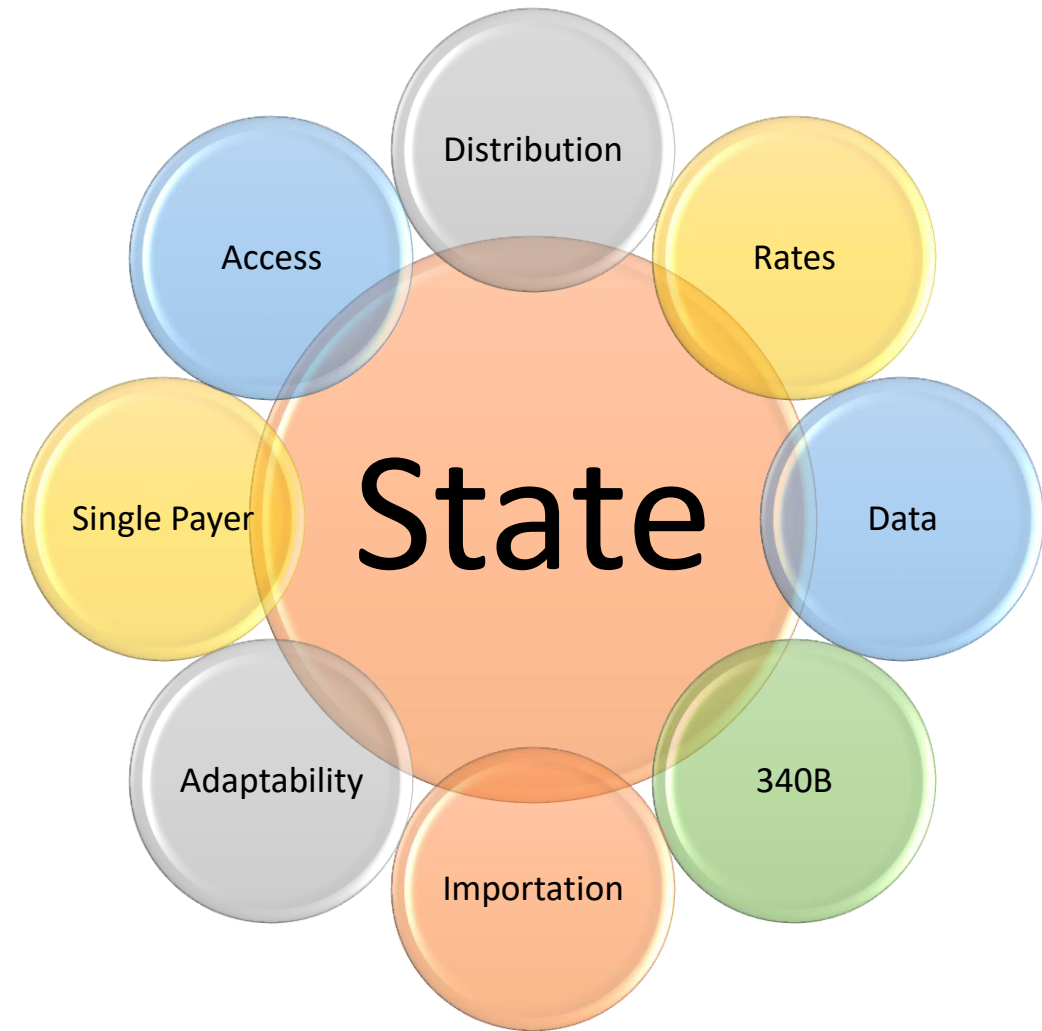 Distribution
Access
Rates
State
Single Payer
Data
Adaptability
340B
Importation